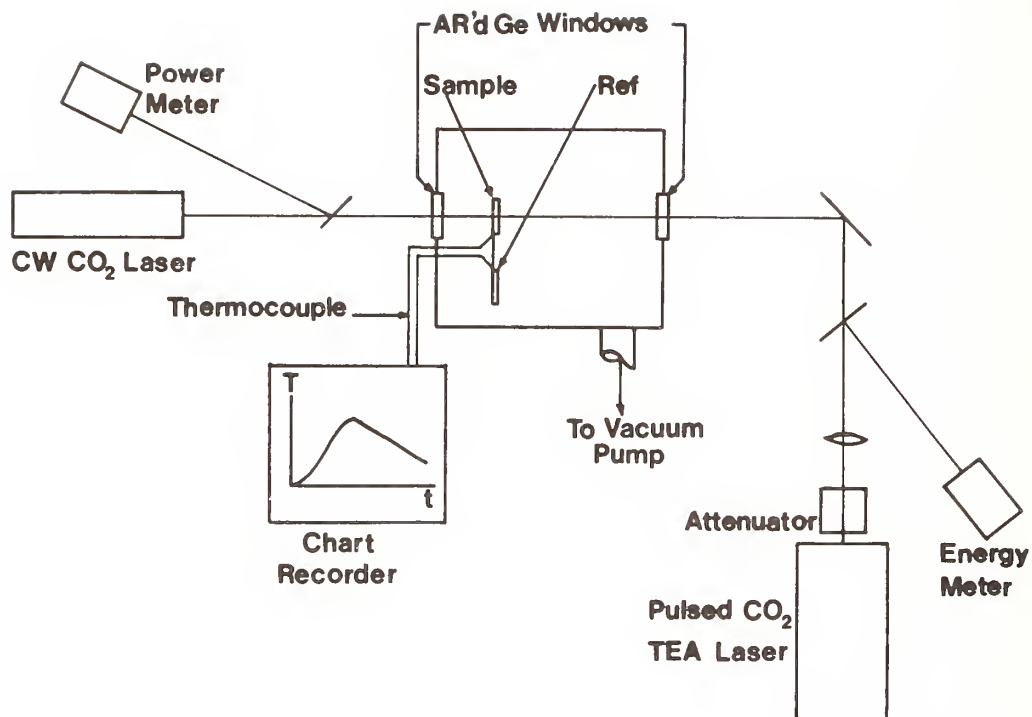 AR'd Ge Windows
Power
Meter
Sample
Ref
CW CO₂ Laser
Thermocouple
T
t
To Vacuum
Pump
Chart
Recorder
Attenuator
Energy
Meter
Pulsed CO₂
TEA Laser